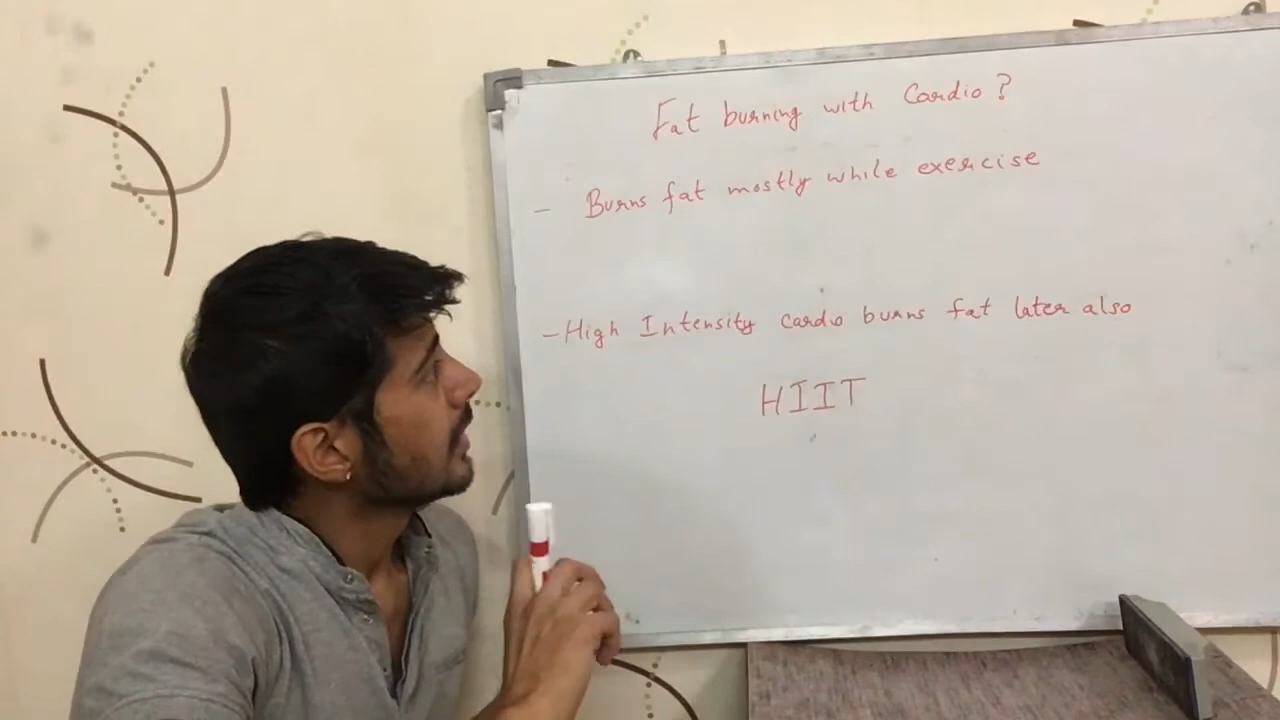 Fat burning with Cardio?
- Burns fat mostly while exercise
- High Intensity Cardio burns fat later also
HIIT